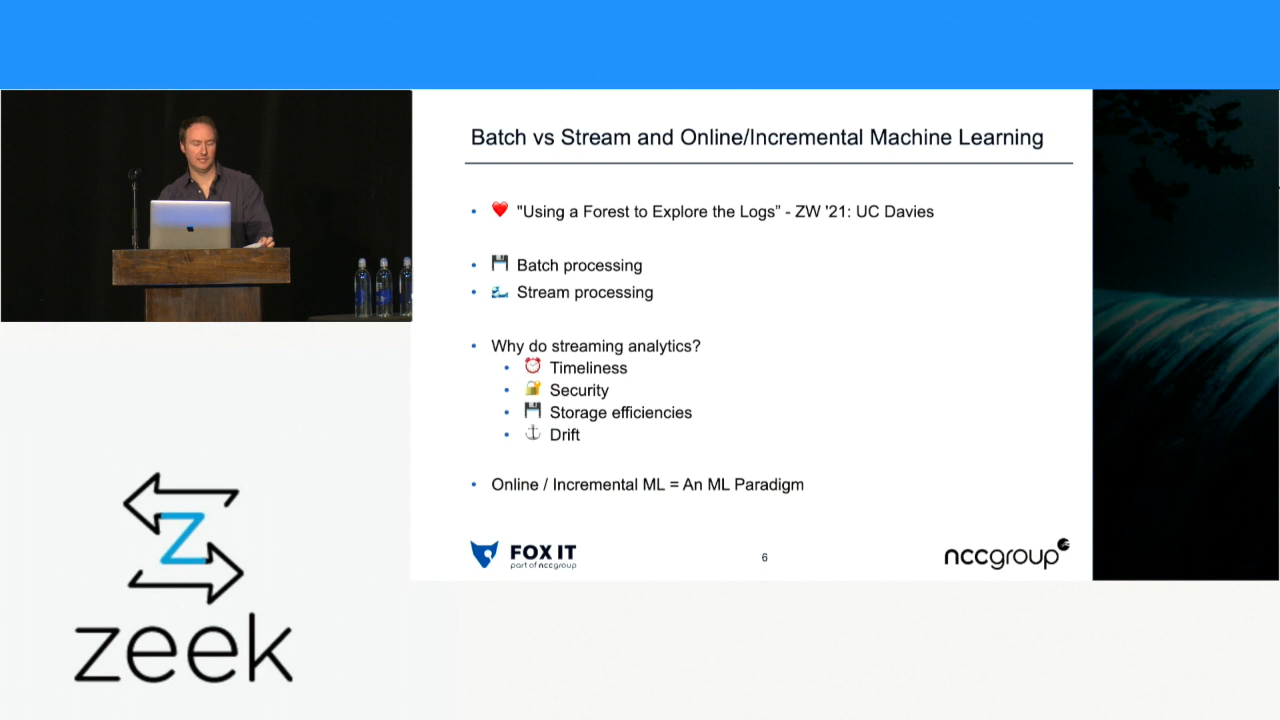 Batch vs Stream and Online/Incremental Machine Learning
• ❤️ "Using a Forest to Explore the Logs” - ZW '21: UC Davies
• 💾 Batch processing
• 🌊 Stream processing
• Why do streaming analytics?
• ⏰ Timeliness
• 🔐 Security
• 💾 Storage efficiencies
• ⚓ Drift
• Online / Incremental ML = An ML Paradigm
FOX IT
part of nccgroup
6
nccgroup
Z
zeek